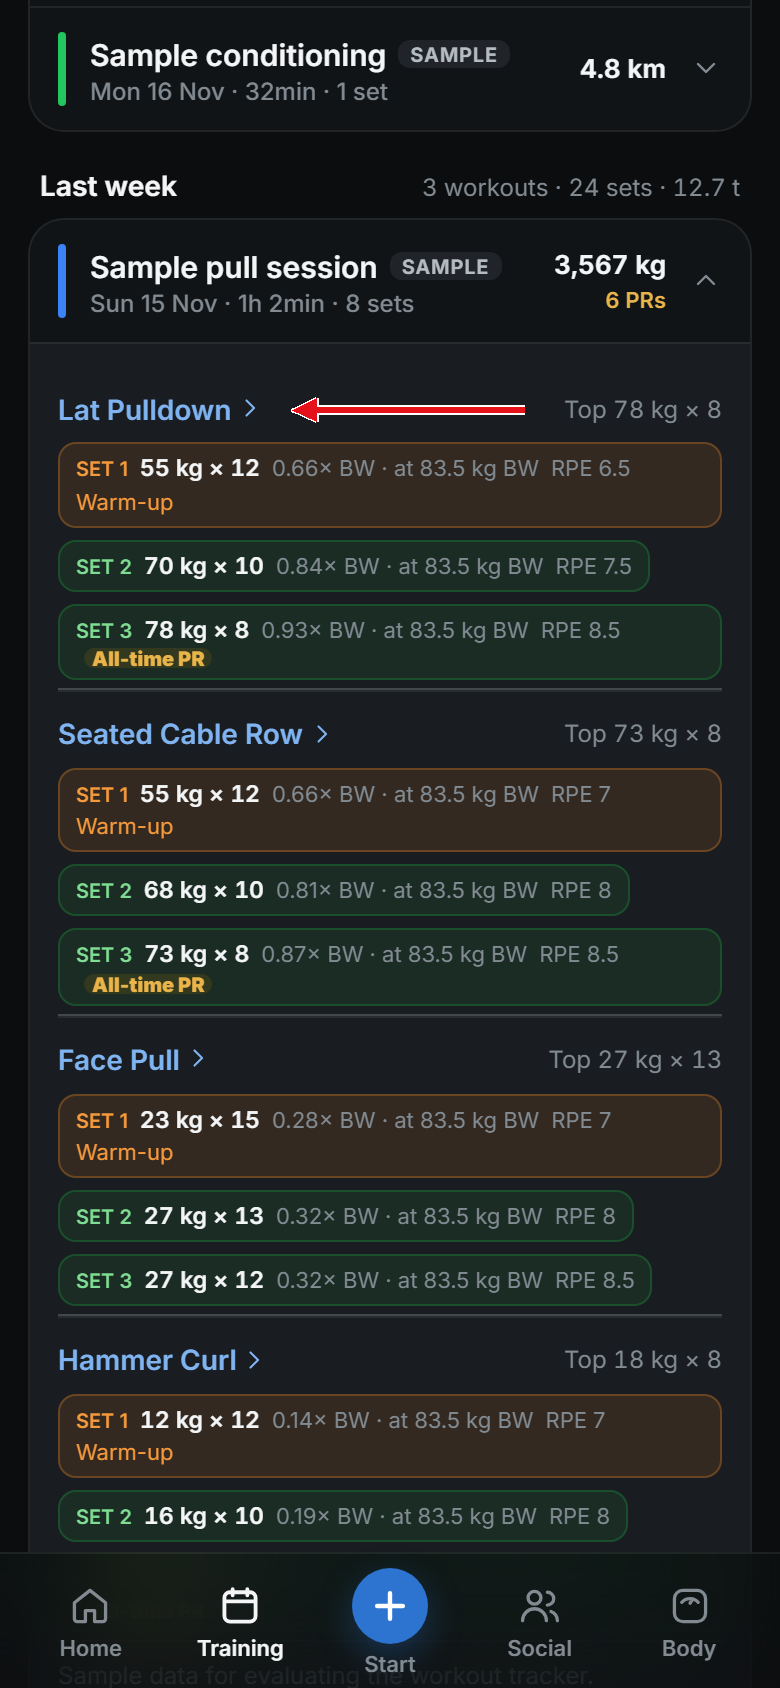 Sample conditioning SAMPLE
4.8 km
Mon 16 Nov · 32min · 1 set
Last week
3 workouts · 24 sets · 12.7 t
Sample pull session SAMPLE
3,567 kg
Sun 15 Nov · 1h 2min · 8 sets
6 PRs
Lat Pulldown
Top 78 kg × 8
SET 1 55 kg × 12 0.66× BW · at 83.5 kg BW RPE 6.5
Warm-up
SET 2 70 kg × 10 0.84× BW · at 83.5 kg BW RPE 7.5
SET 3 78 kg × 8 0.93× BW · at 83.5 kg BW RPE 8.5
All-time PR
Seated Cable Row
Top 73 kg × 8
SET 1 55 kg × 12 0.66× BW · at 83.5 kg BW RPE 7
Warm-up
SET 2 68 kg × 10 0.81× BW · at 83.5 kg BW RPE 8
SET 3 73 kg × 8 0.87× BW · at 83.5 kg BW RPE 8.5
All-time PR
Face Pull
Top 27 kg × 13
SET 1 23 kg × 15 0.28× BW · at 83.5 kg BW RPE 7
Warm-up
SET 2 27 kg × 13 0.32× BW · at 83.5 kg BW RPE 8
SET 3 27 kg × 12 0.32× BW · at 83.5 kg BW RPE 8.5
Hammer Curl
Top 18 kg × 8
SET 1 12 kg × 12 0.14× BW · at 83.5 kg BW RPE 7
Warm-up
SET 2 16 kg × 10 0.19× BW · at 83.5 kg BW RPE 8
Home
Training
Start
Social
Body
Sample data for evaluating the workout tracker.